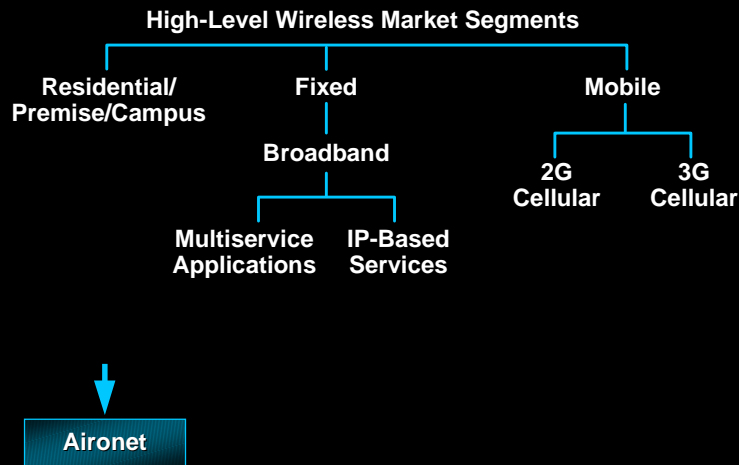 High-Level Wireless Market Segments
Residential/
Premise/Campus
Fixed
Mobile
Broadband
2G
Cellular
3G
Cellular
Multiservice
Applications
IP-Based
Services
Aironet